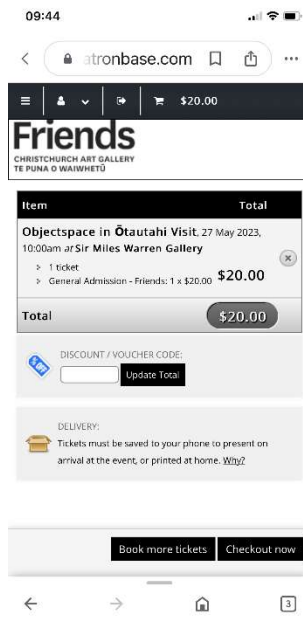 09:44
atronbase.com
$20.00
Friends
CHRISTCHURCH ART GALLERY
TE PUNA O WAIWHETŪ
Item Total
Objectspace in Ōtautahi Visit, 27 May 2023,
10:00am at Sir Miles Warren Gallery
1 ticket
General Admission - Friends: 1 x $20.00 $20.00
Total $20.00
DISCOUNT / VOUCHER CODE:
Update Total
DELIVERY:
Tickets must be saved to your phone to present on
arrival at the event, or printed at home. Why?
Book more tickets Checkout now
3